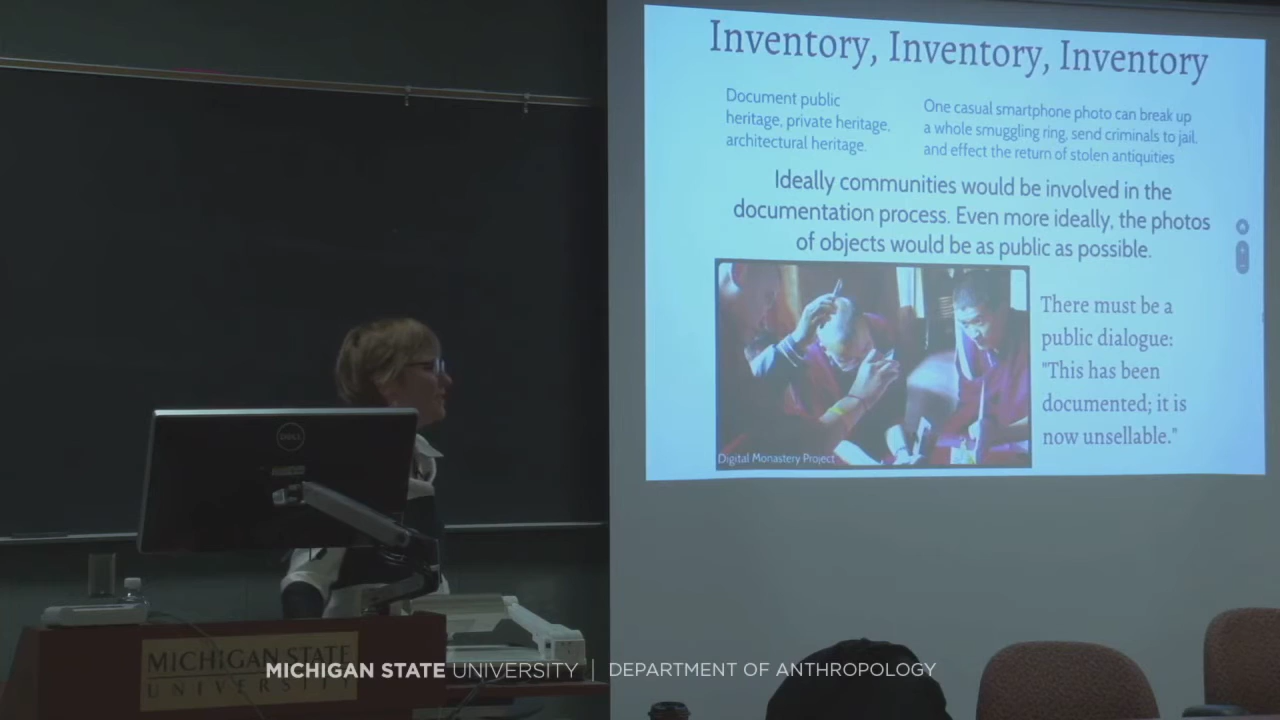 Inventory, Inventory, Inventory
Document public
heritage, private heritage,
architectural heritage.
One casual smartphone photo can break up
a whole smuggling ring, send criminals to jail,
and effect the return of stolen antiquities
Ideally communities would be involved in the
documentation process. Even more ideally, the photos
of objects would be as public as possible.
There must be a
public dialogue:
"This has been
documented; it is
now unsellable."
Digital Monastery Project
DELL
MICHIGAN STATE
UNIVERSITY
MICHIGAN STATE UNIVERSITY | DEPARTMENT OF ANTHROPOLOGY